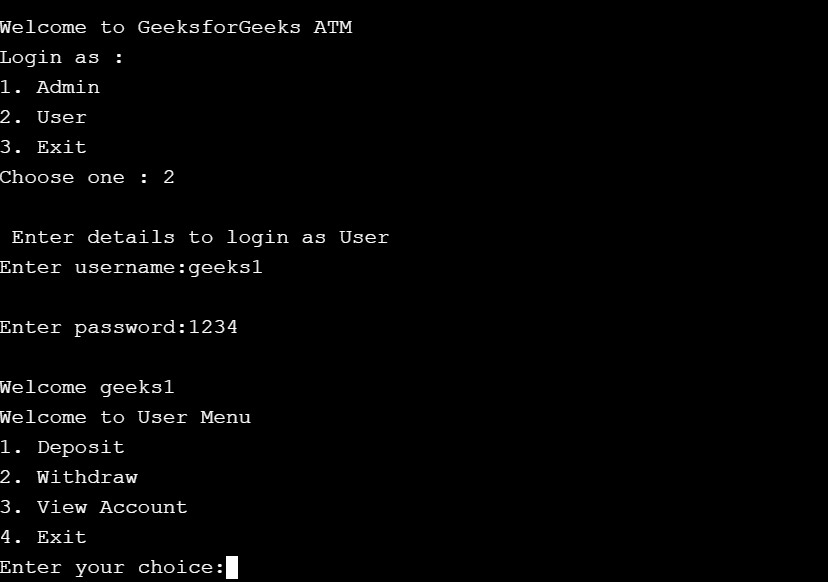 Welcome to GeeksforGeeks ATM
Login as :
1. Admin
2. User
3. Exit
Choose one : 2
Enter details to login as User
Enter username:geeks1
Enter password:1234
Welcome geeks1
Welcome to User Menu
1. Deposit
2. Withdraw
3. View Account
4. Exit
Enter your choice: